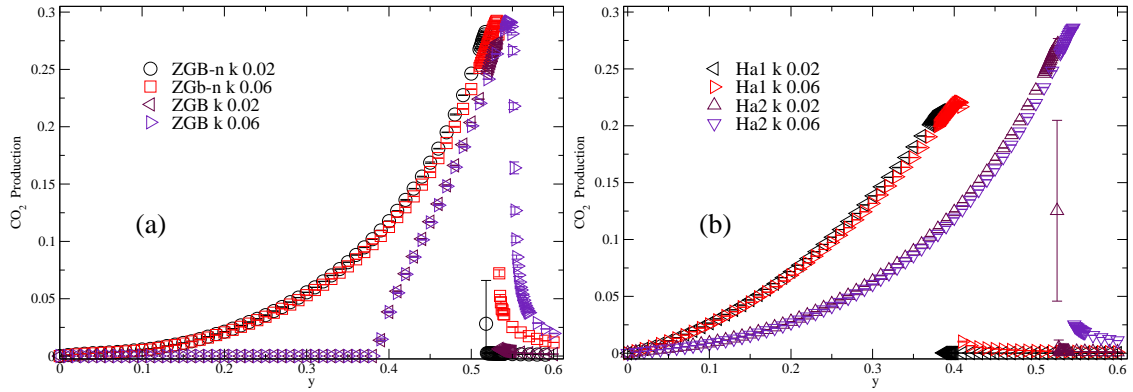 0.3
0.25
0.2
0.15
0.1
0.05
0
CO2 Production
ZGB-n k 0.02
ZGb-n k 0.06
ZGB k 0.02
ZGB k 0.06
(a)
0 0.1 0.2 0.3 0.4 0.5 0.6
y
0.3
0.25
0.2
0.15
0.1
0.05
0
CO2 Production
Ha1 k 0.02
Ha1 k 0.06
Ha2 k 0.02
Ha2 k 0.06
(b)
0 0.1 0.2 0.3 0.4 0.5 0.6
y